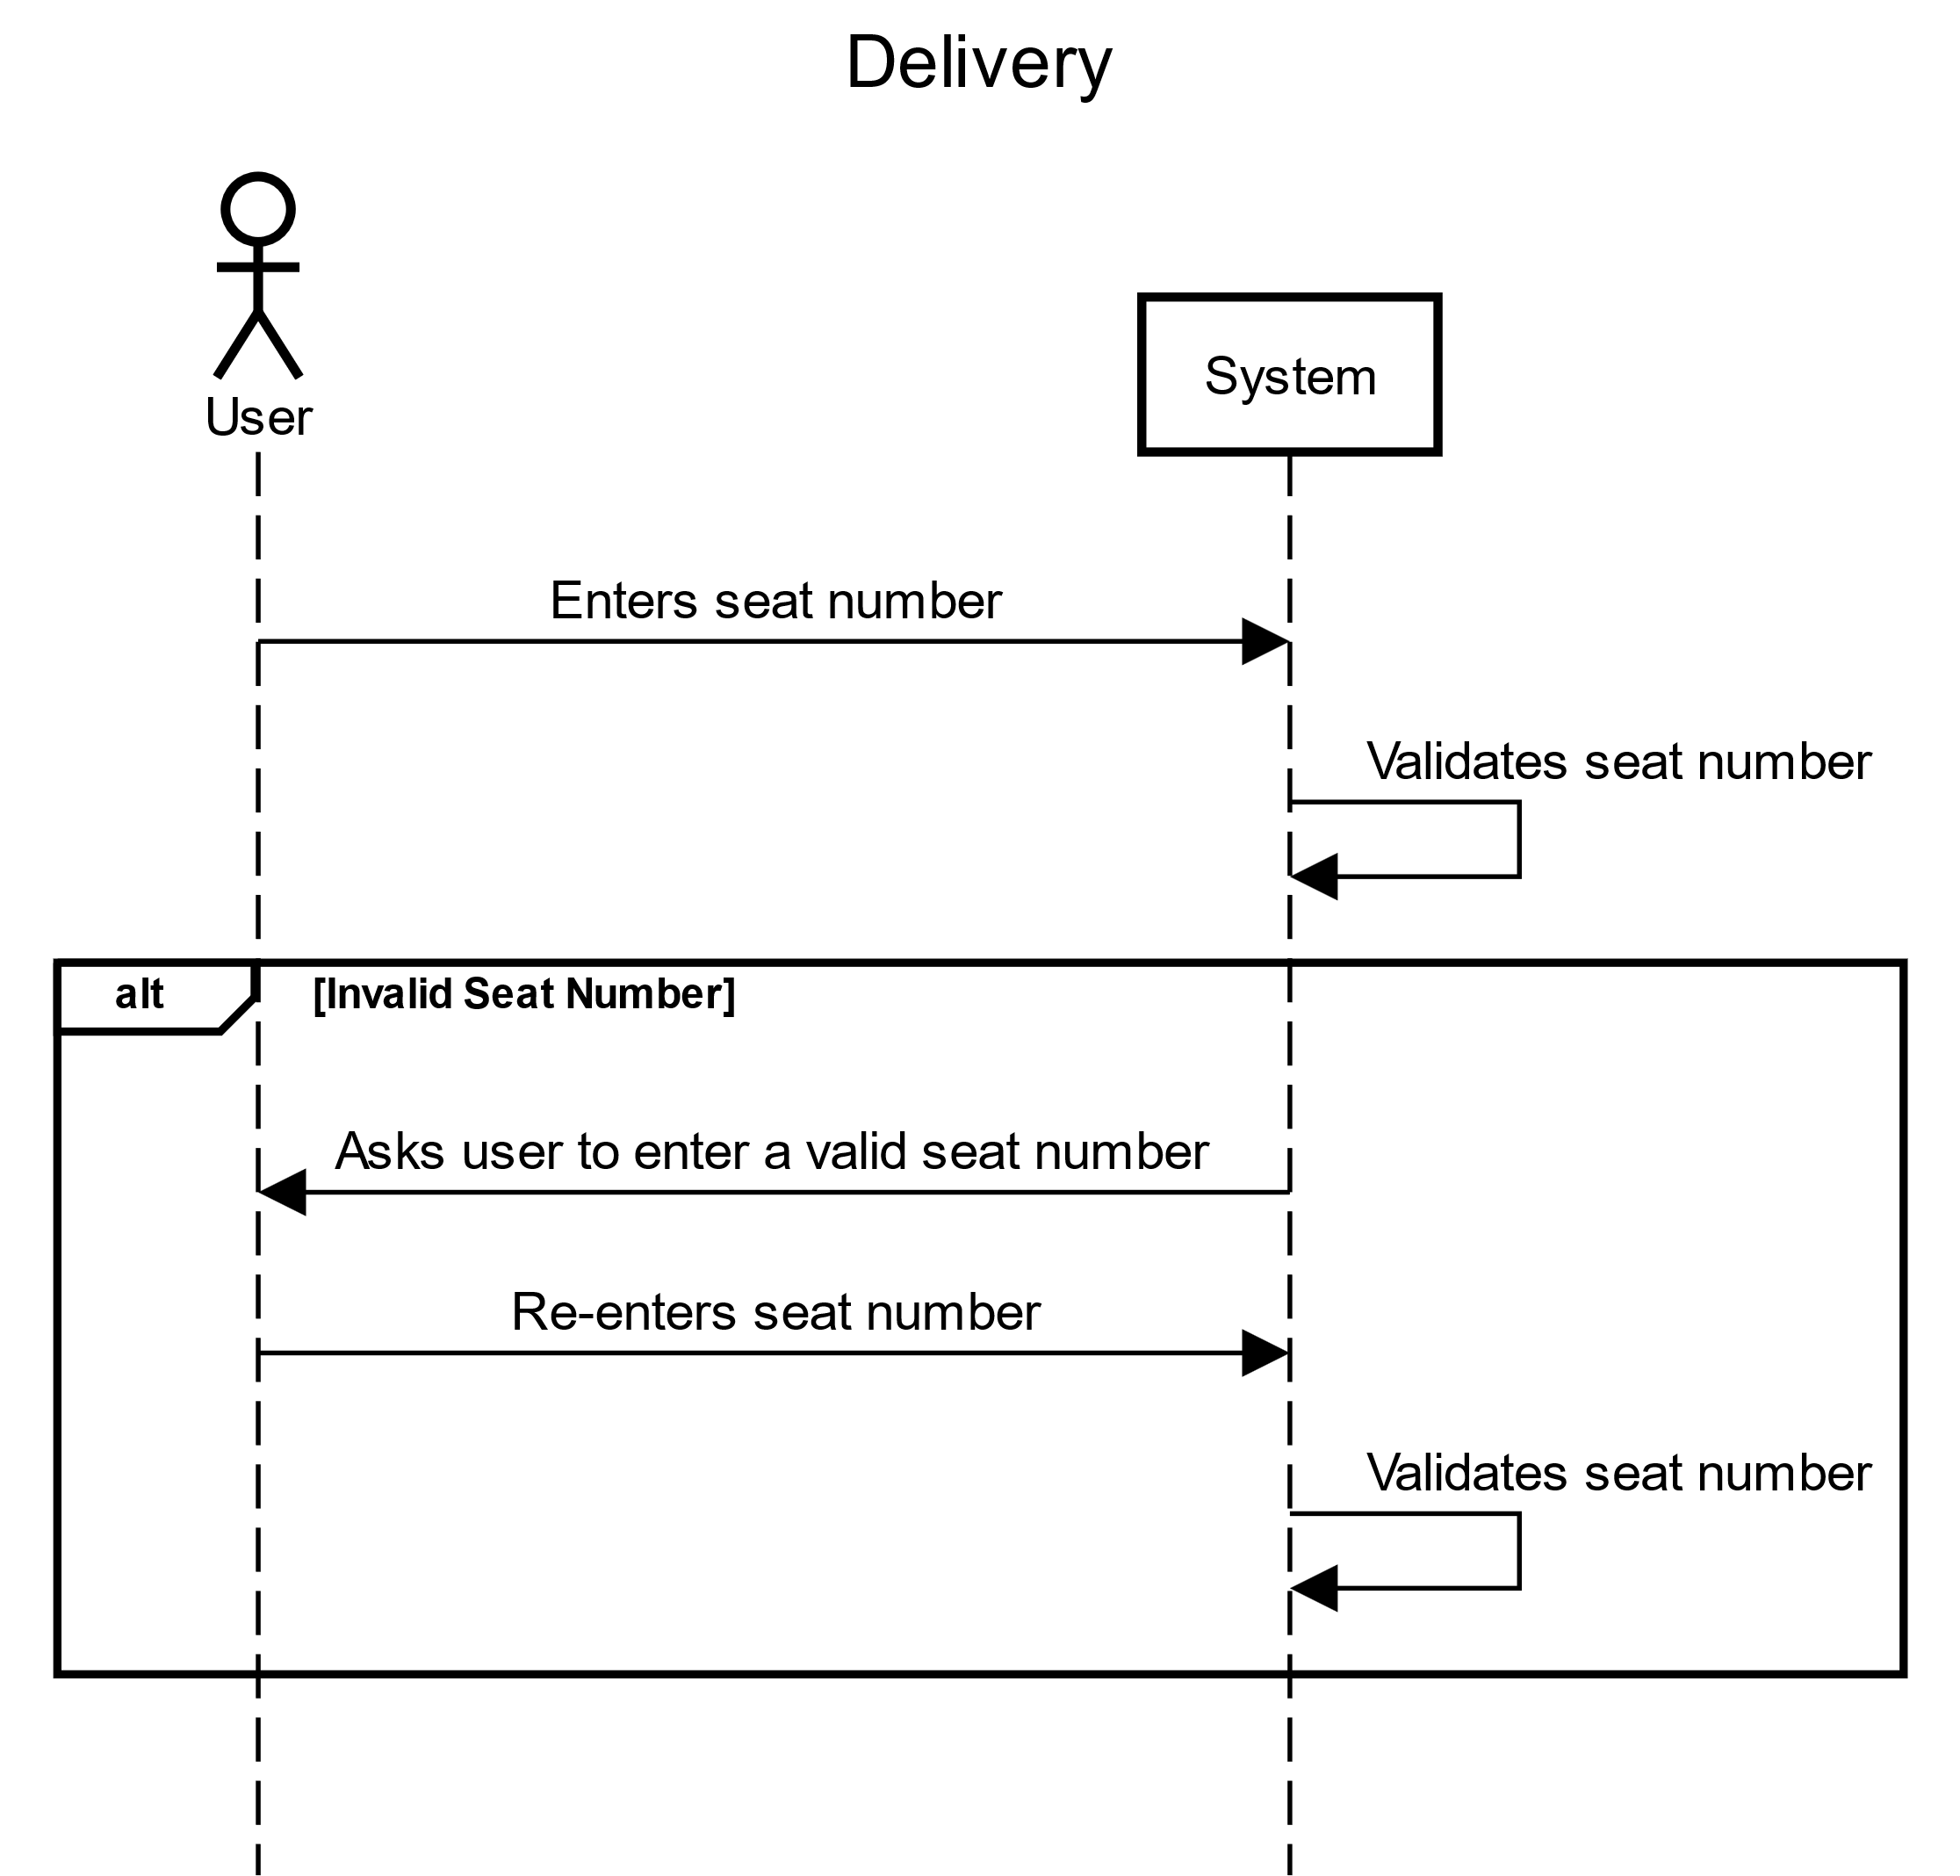 Delivery
User
System
Enters seat number
Validates seat number
alt
[Invalid Seat Number]
Asks user to enter a valid seat number
Re-enters seat number
Validates seat number